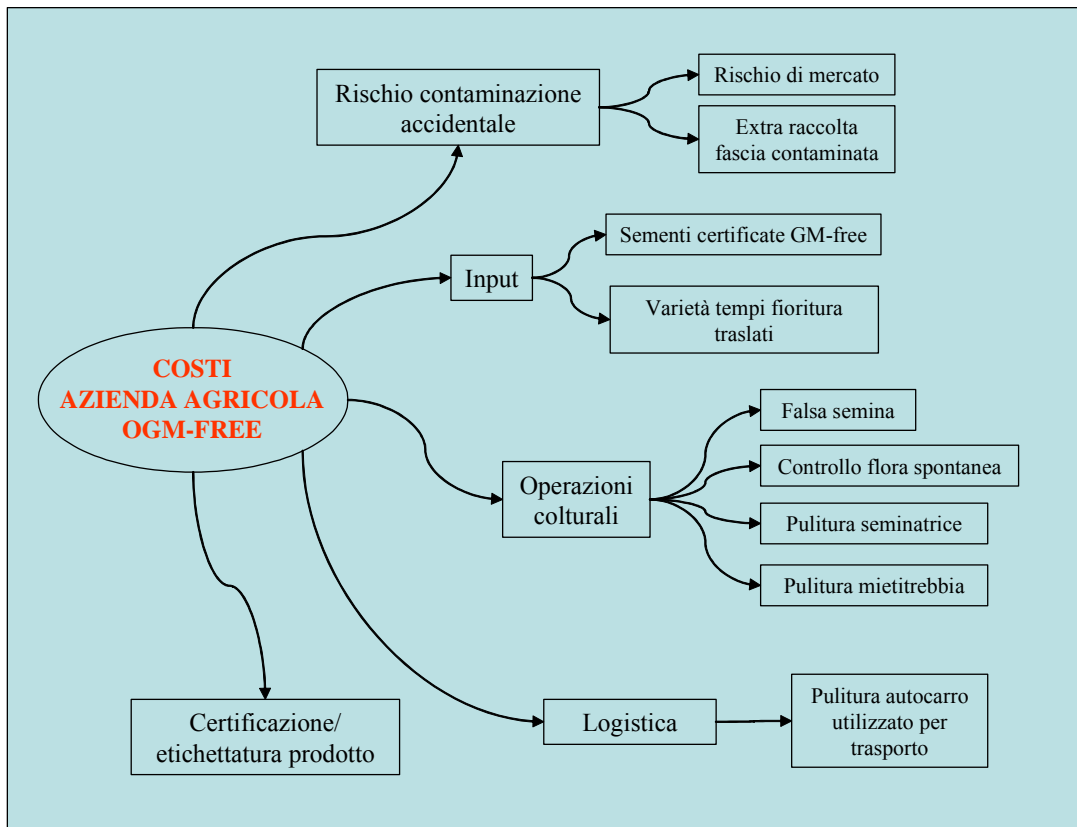 Rischio contaminazione
accidentale
Rischio di mercato
Extra raccolta
fascia contaminata
Input
Sementi certificate GM-free
Varietà tempi fioritura
traslati
COSTI
AZIENDA AGRICOLA
OGM-FREE
Operazioni
colturali
Falsa semina
Controllo flora spontanea
Pulitura seminatrice
Pulitura mietitrebbia
Certificazione/
etichettatura prodotto
Logistica
Pulitura autocarro
utilizzato per
trasporto